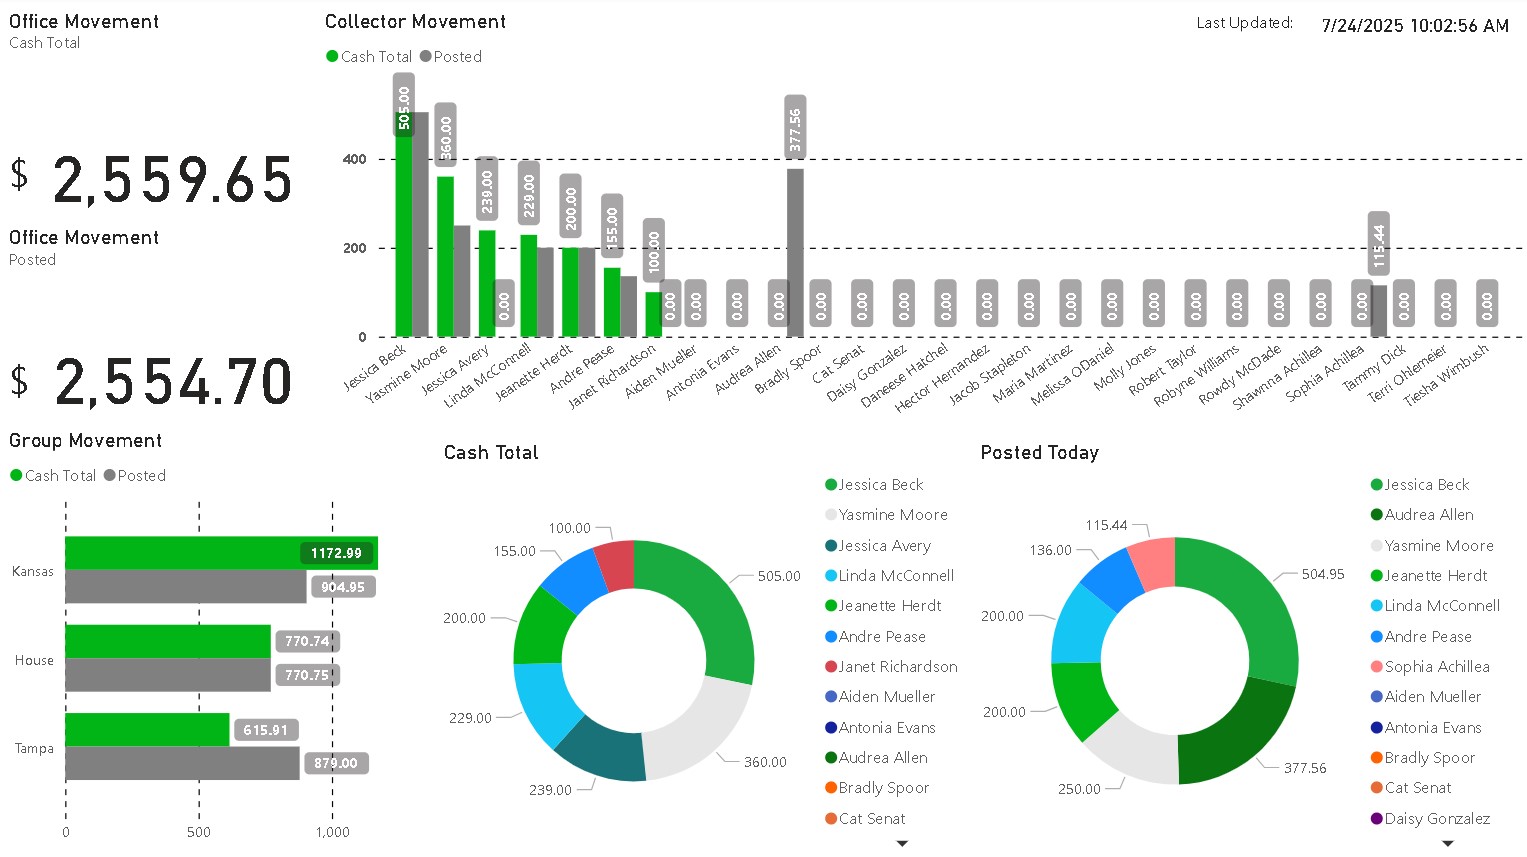 Office Movement
Cash Total
$ 2,559.65
Office Movement
Posted
$ 2,554.70
Collector Movement
Cash Total Posted
Last Updated: 7/24/2025 10:02:56 AM
400
200
0
505.00
360.00
239.00
0.00
229.00
200.00
155.00
100.00
0.00
0.00
0.00
0.00
377.56
0.00
0.00
0.00
0.00
0.00
0.00
0.00
0.00
0.00
0.00
0.00
0.00
0.00
0.00
115.44
0.00
0.00
0.00
Jessica Beck
Yasmine Moore
Jessica Avery
Linda McConnell
Jeanette Herdt
Andre Pease
Janet Richardson
Aiden Mueller
Antonia Evans
Audrea Allen
Bradly Spoor
Cat Senat
Daisy Gonzalez
Daneese Hatchel
Hector Hernandez
Jacob Stapleton
Maria Martinez
Melissa ODaniel
Molly Jones
Robert Taylor
Robyne Williams
Rowdy McDade
Shawnna Achillea
Sophia Achillea
Tammy Dick
Terri Ohlemeier
Tiesha Wimbush
Group Movement
Cash Total Posted
Kansas
1172.99
904.95
House
770.74
770.75
Tampa
615.91
879.00
0 500 1,000
Cash Total
505.00
360.00
239.00
229.00
200.00
155.00
100.00
Jessica Beck
Yasmine Moore
Jessica Avery
Linda McConnell
Jeanette Herdt
Andre Pease
Janet Richardson
Aiden Mueller
Antonia Evans
Audrea Allen
Bradly Spoor
Cat Senat
Posted Today
504.95
377.56
250.00
200.00
200.00
136.00
115.44
Jessica Beck
Audrea Allen
Yasmine Moore
Jeanette Herdt
Linda McConnell
Andre Pease
Sophia Achillea
Aiden Mueller
Antonia Evans
Bradly Spoor
Cat Senat
Daisy Gonzalez